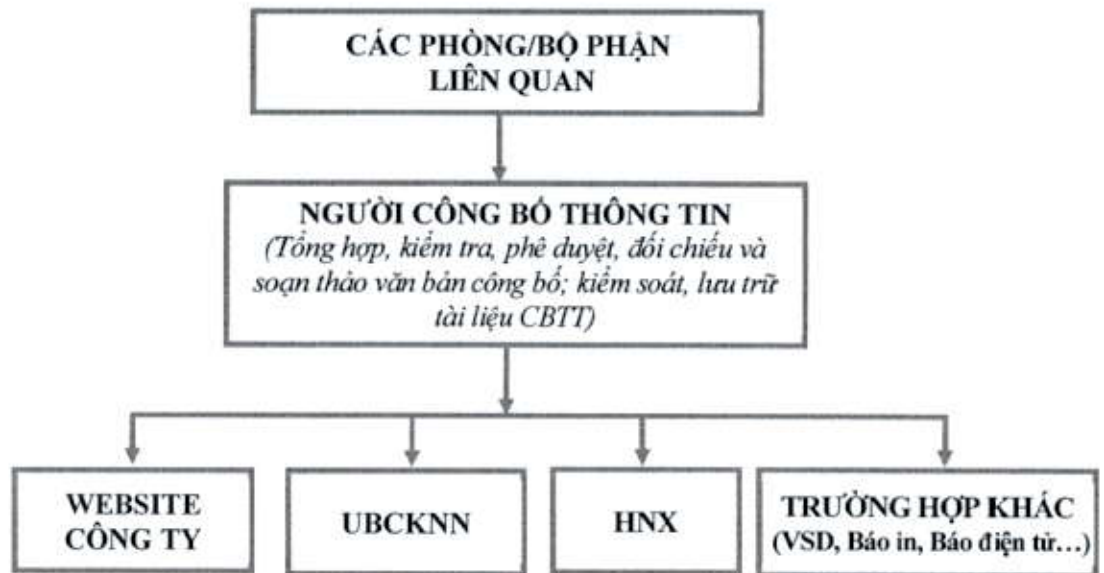 CÁC PHÒNG/BỘ PHẬN
LIÊN QUAN
NGƯỜI CÔNG BỐ THÔNG TIN
(Tổng hợp, kiểm tra, phê duyệt, đối chiếu và
soạn thảo văn bản công bố; kiểm soát, lưu trữ
tài liệu CBTT)
WEBSITE
CÔNG TY
UBCKNN
HNX
TRƯỜNG HỢP KHÁC
(VSD, Báo in, Báo điện tử...)